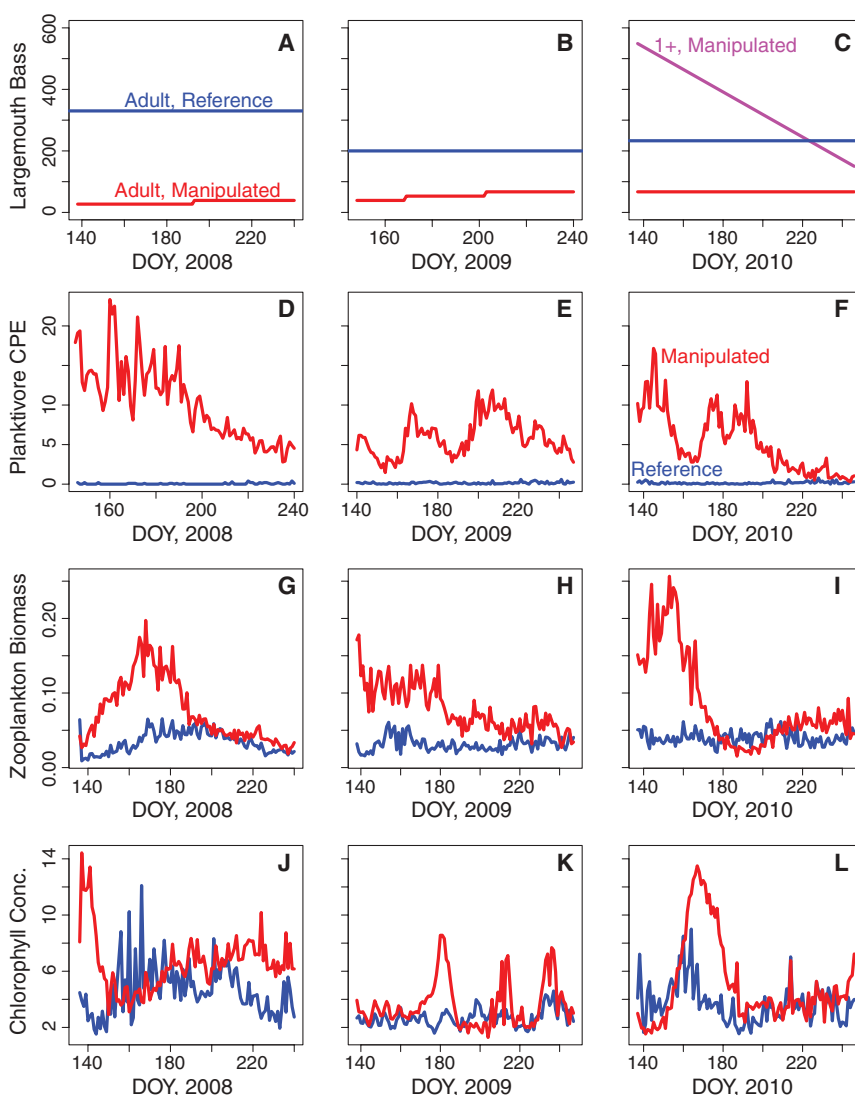 Largemouth Bass
0 200 400 600
A
Adult, Reference
Adult, Manipulated
140 180 220
DOY, 2008
B
160 200 240
DOY, 2009
C
1+, Manipulated
140 180 220
DOY, 2010
Planktivore CPE
0 5 10 20
D
160 200 240
DOY, 2008
E
140 180 220
DOY, 2009
F
Manipulated
Reference
140 180 220
DOY, 2010
Zooplankton Biomass
0.00 0.10 0.20
G
140 180 220
DOY, 2008
H
140 180 220
DOY, 2009
I
140 180 220
DOY, 2010
Chlorophyll Conc.
2 6 10 14
J
140 180 220
DOY, 2008
K
140 180 220
DOY, 2009
L
140 180 220
DOY, 2010